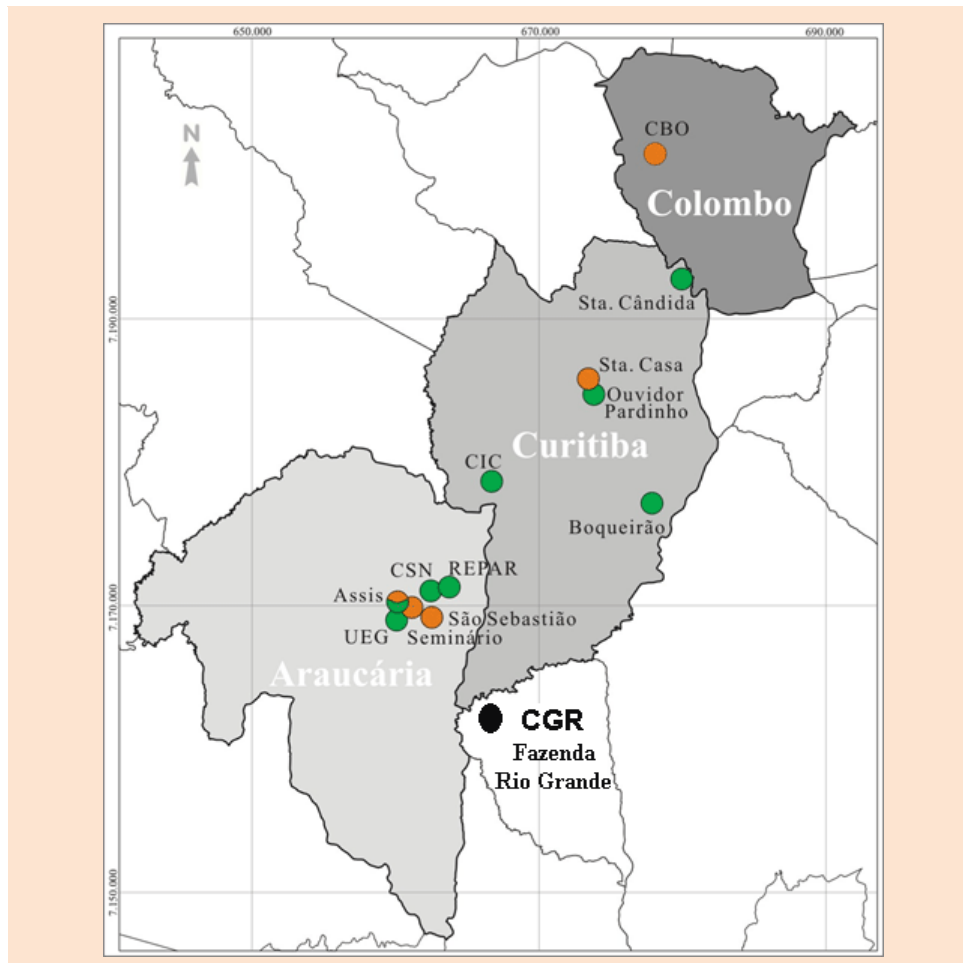 650.000
670.000
690.000
N
CBO
Colombo
Sta. Cândida
7.190.000
Sta. Casa
Ouvidor
Pardinho
Curitiba
CIC
Boqueirão
CSN
REPAR
Assis
7.170.000
São Sebastião
UEG
Seminário
Araucária
CGR
Fazenda
Rio Grande
7.150.000